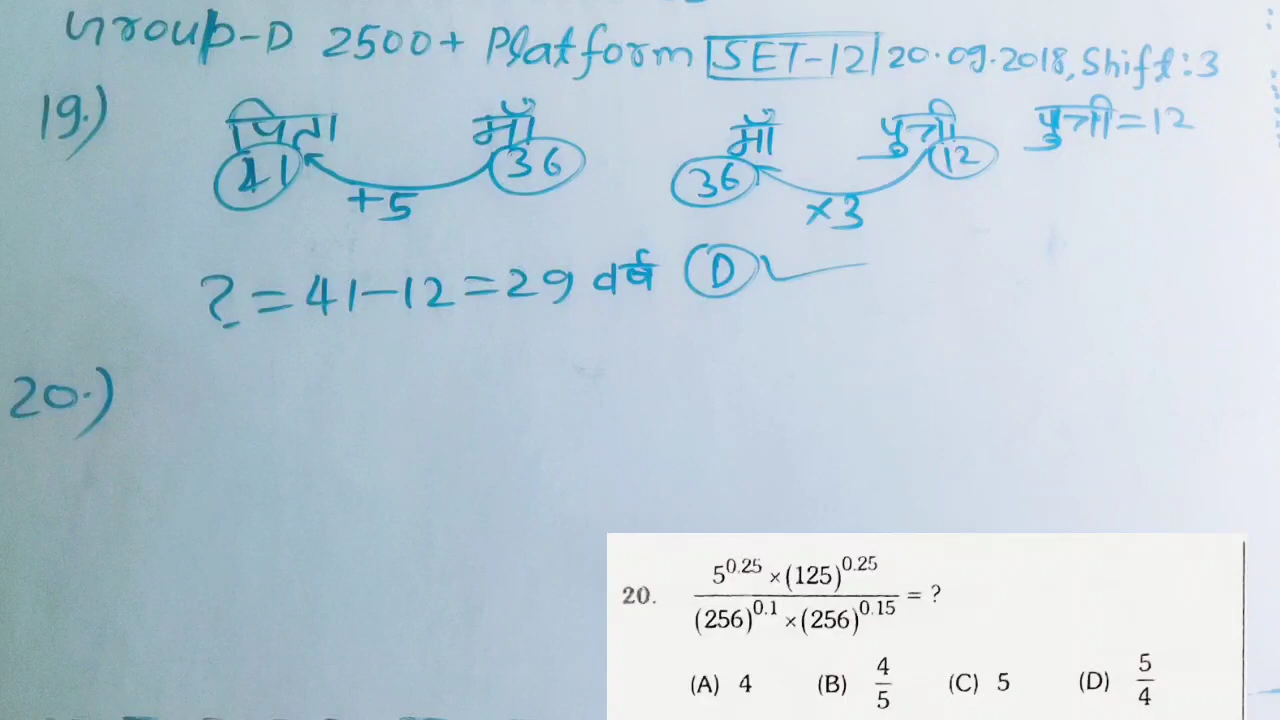 Group-D 2500+ Platform SET-12 20.09.2018, Shift:3
19.) पिता माँ माँ पुत्री पुत्री=12
41 36 36 12
+5 ×3
? = 41-12 = 29 वर्ष D
20.)
20. 5^0.25 × (125)^0.25 / (256)^0.1 × (256)^0.15 = ?
(A) 4 (B) 4/5 (C) 5 (D) 5/4